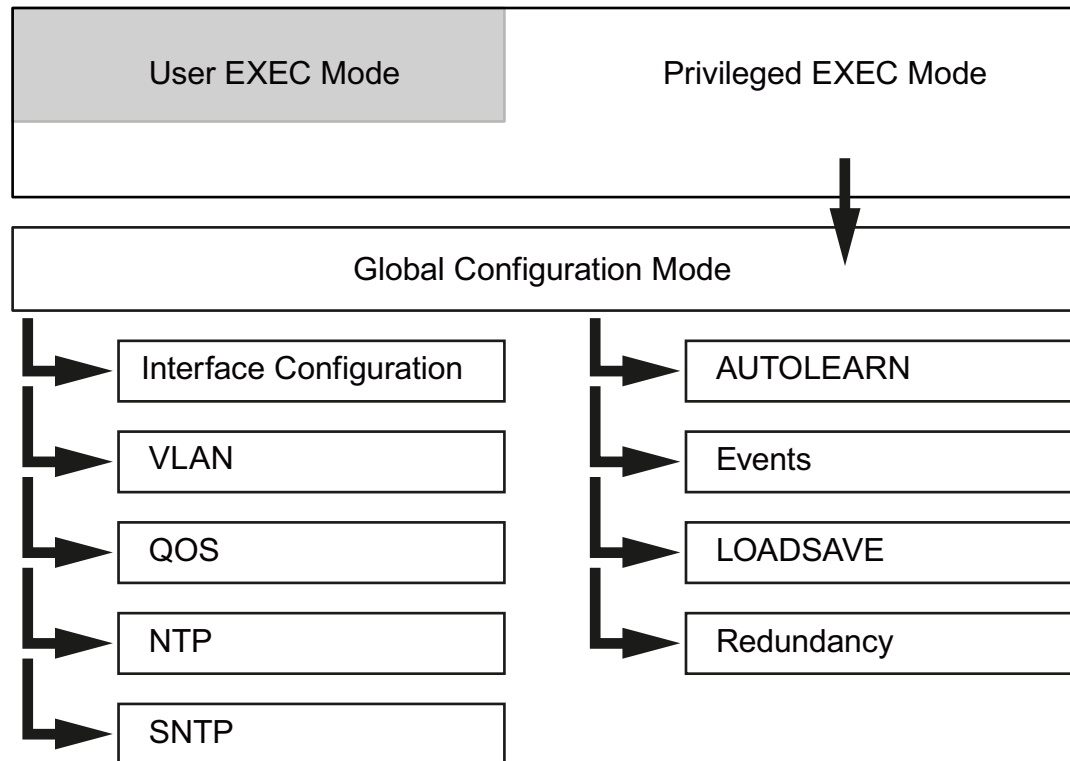 User EXEC Mode
Privileged EXEC Mode
Global Configuration Mode
Interface Configuration
VLAN
QOS
NTP
SNTP
AUTOLEARN
Events
LOADSAVE
Redundancy